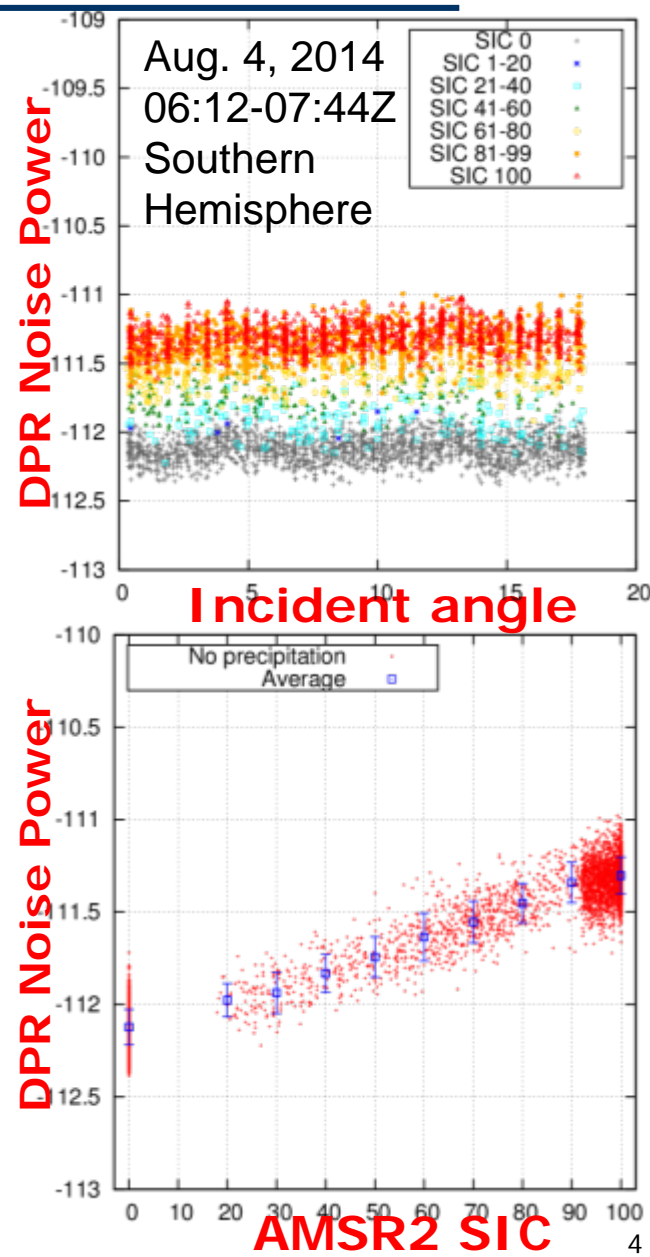 -109
-109.5
-110
-110.5
-111
-111.5
-112
-112.5
-113
DPR Noise Power
Aug. 4, 2014
06:12-07:44Z
Southern
Hemisphere
SIC 0
SIC 1-20
SIC 21-40
SIC 41-60
SIC 61-80
SIC 81-99
SIC 100
0 5 10 15 20
Incident angle
-110
-110.5
-111
-111.5
-112
-112.5
-113
DPR Noise Power
No precipitation
Average
0 10 20 30 40 50 60 70 80 90 100
AMSR2 SIC
4